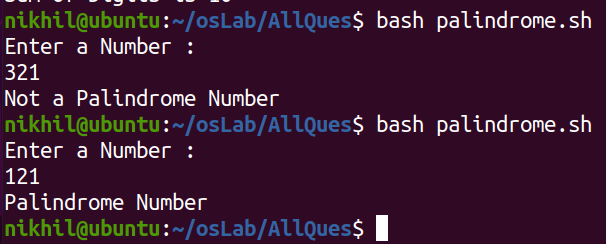 nikhil@ubuntu:~/osLab/AllQues$ bash palindrome.sh
Enter a Number :
321
Not a Palindrome Number
nikhil@ubuntu:~/osLab/AllQues$ bash palindrome.sh
Enter a Number :
121
Palindrome Number
nikhil@ubuntu:~/osLab/AllQues$